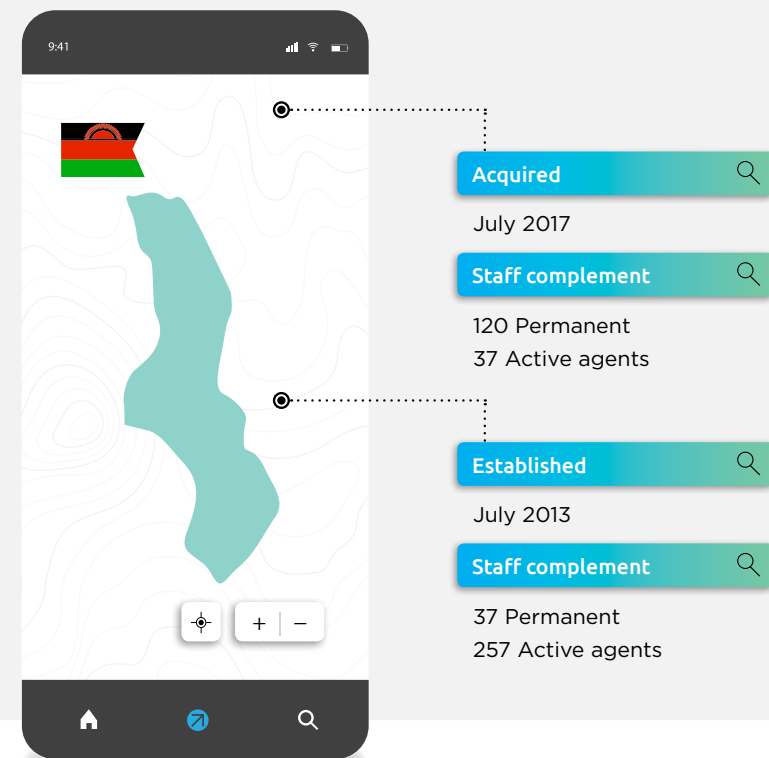 9:41
Acquired
July 2017
Staff complement
120 Permanent
37 Active agents
Established
July 2013
Staff complement
37 Permanent
257 Active agents